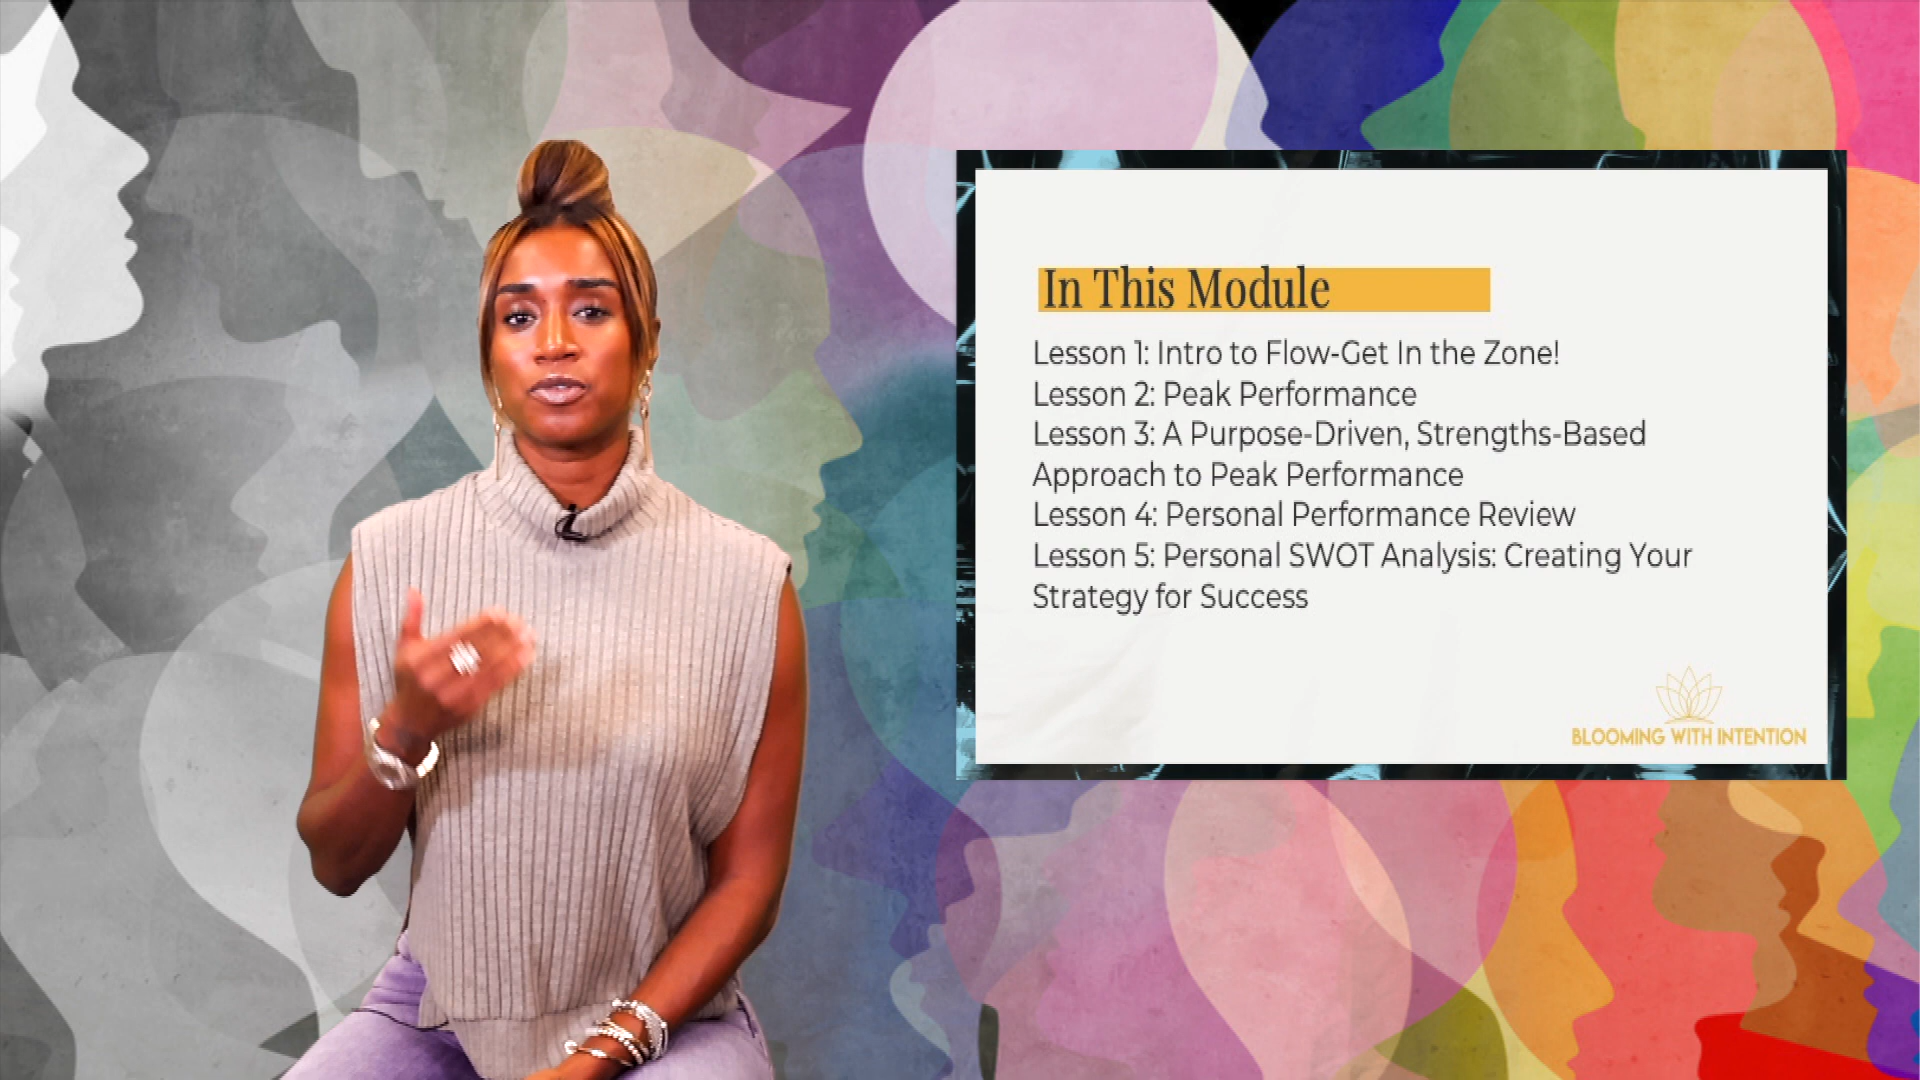 In This Module
Lesson 1: Intro to Flow-Get In the Zone!
Lesson 2: Peak Performance
Lesson 3: A Purpose-Driven, Strengths-Based
Approach to Peak Performance
Lesson 4: Personal Performance Review
Lesson 5: Personal SWOT Analysis: Creating Your
Strategy for Success
BLOOMING WITH INTENTION